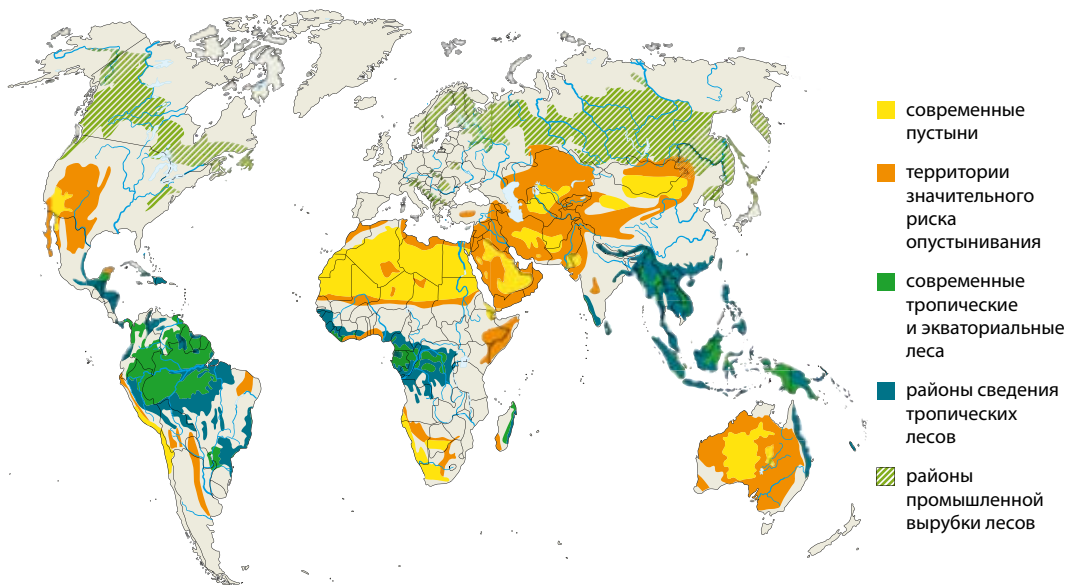 современные
пустыни
территории
значительного
риска
опустынивания
современные
тропические
и экваториальные
леса
районы сведения
тропических
лесов
районы
промышленной
вырубки лесов